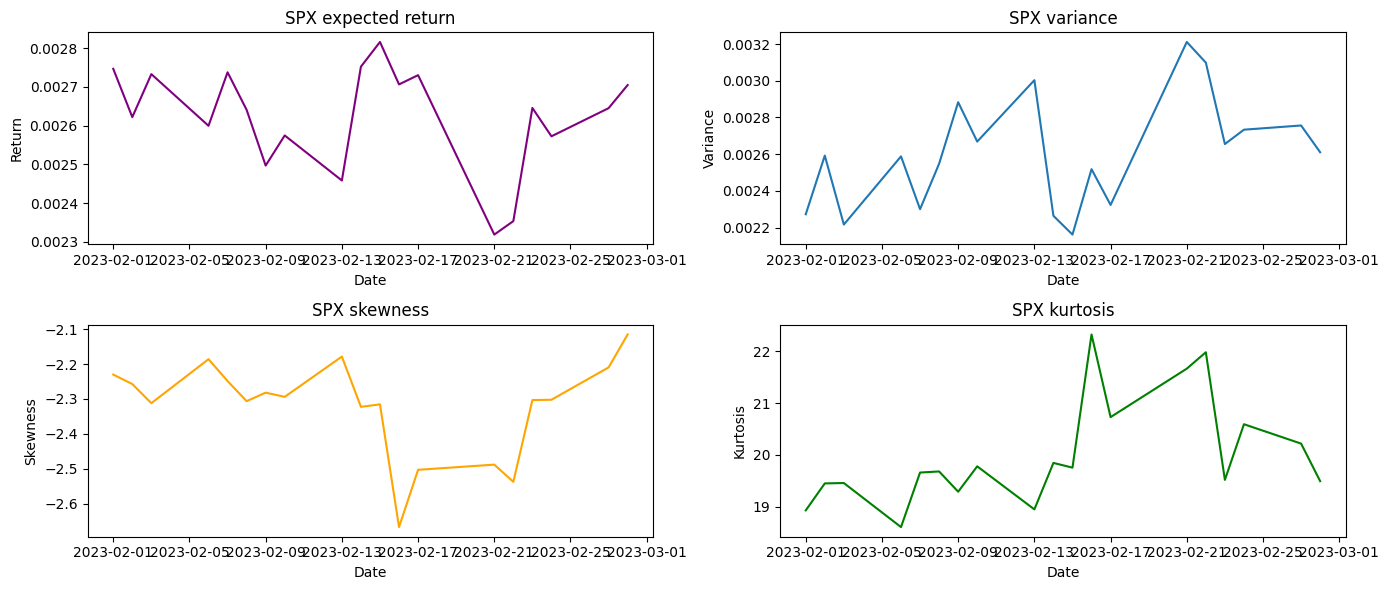 SPX expected return
Return
0.0028
0.0027
0.0026
0.0025
0.0024
0.0023
2023-02-01 2023-02-05 2023-02-09 2023-02-13 2023-02-17 2023-02-21 2023-02-25 2023-03-01
Date
SPX variance
Variance
0.0032
0.0030
0.0028
0.0026
0.0024
0.0022
2023-02-01 2023-02-05 2023-02-09 2023-02-13 2023-02-17 2023-02-21 2023-02-25 2023-03-01
Date
SPX skewness
Skewness
−2.1
−2.2
−2.3
−2.4
−2.5
−2.6
2023-02-01 2023-02-05 2023-02-09 2023-02-13 2023-02-17 2023-02-21 2023-02-25 2023-03-01
Date
SPX kurtosis
Kurtosis
22
21
20
19
2023-02-01 2023-02-05 2023-02-09 2023-02-13 2023-02-17 2023-02-21 2023-02-25 2023-03-01
Date